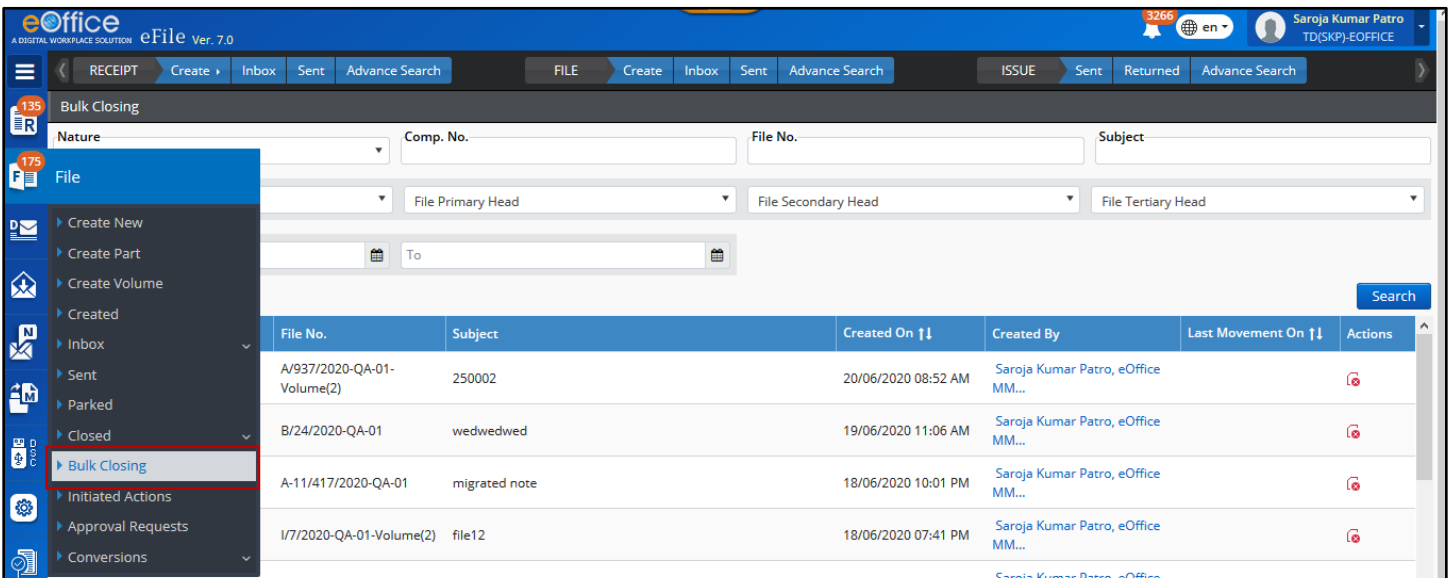 3266
eOffice
A DIGITAL WORKPLACE SOLUTION eFile Ver. 7.0
en
Saroja Kumar Patro
TD(SKP)-EOFFICE
RECEIPT Create Inbox Sent Advance Search FILE Create Inbox Sent Advance Search ISSUE Sent Returned Advance Search
135
R
Bulk Closing
Nature Comp. No. File No. Subject
175
F
File
File Primary Head File Secondary Head File Tertiary Head
D
Create New
Create Part
To
Create Volume
Created
Search
N
Inbox
File No. Subject Created On Created By Last Movement On Actions
Sent
A/937/2020-QA-01-
Volume(2)
250002 20/06/2020 08:52 AM
Saroja Kumar Patro, eOffice
MM...
M
Parked
Closed
B/24/2020-QA-01 wedwedwed 19/06/2020 11:06 AM
Saroja Kumar Patro, eOffice
MM...
DSC
Bulk Closing
A-11/417/2020-QA-01 migrated note 18/06/2020 10:01 PM
Saroja Kumar Patro, eOffice
MM...
Initiated Actions
Approval Requests
I/7/2020-QA-01-Volume(2) file12 18/06/2020 07:41 PM
Saroja Kumar Patro, eOffice
MM...
Conversions
Saroja Kumar Patro, eOffice